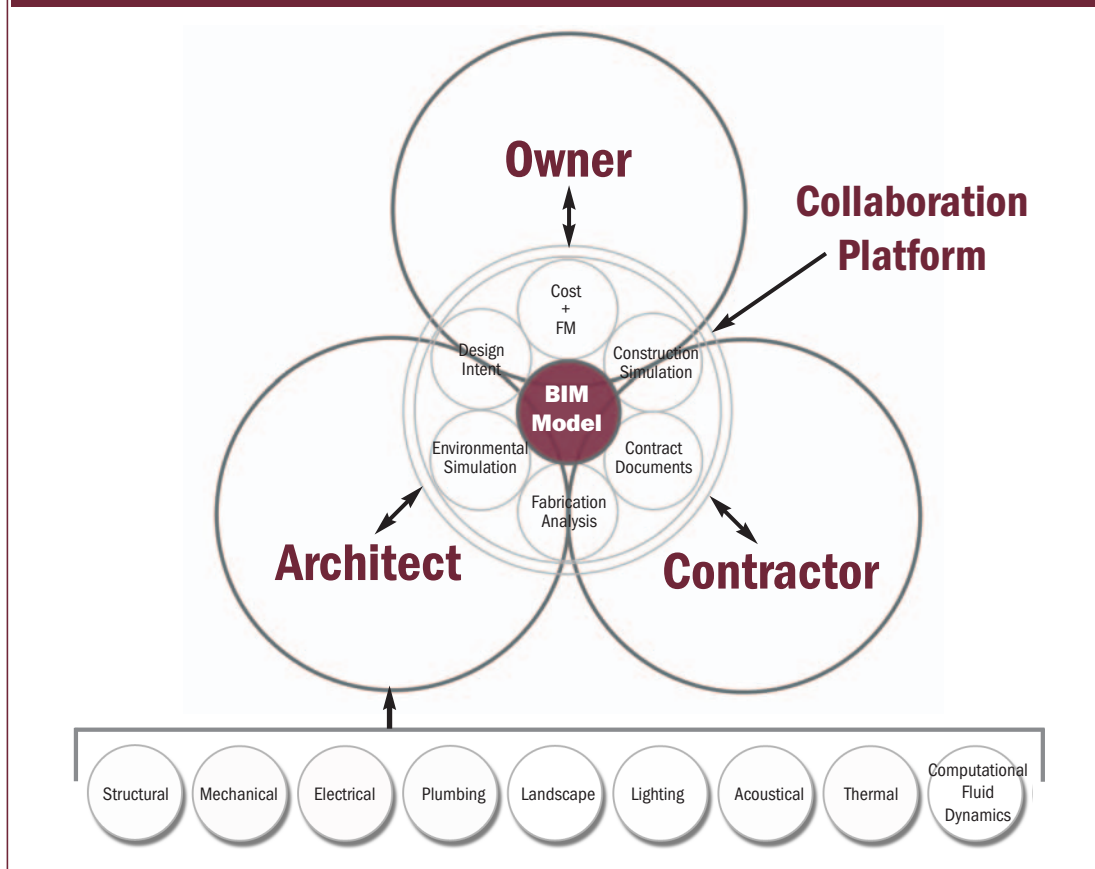 Owner
Collaboration
Platform
Cost
+
FM
Design
Intent
Construction
Simulation
BIM
Model
Environmental
Simulation
Contract
Documents
Fabrication
Analysis
Architect
Contractor
Structural
Mechanical
Electrical
Plumbing
Landscape
Lighting
Acoustical
Thermal
Computational
Fluid
Dynamics